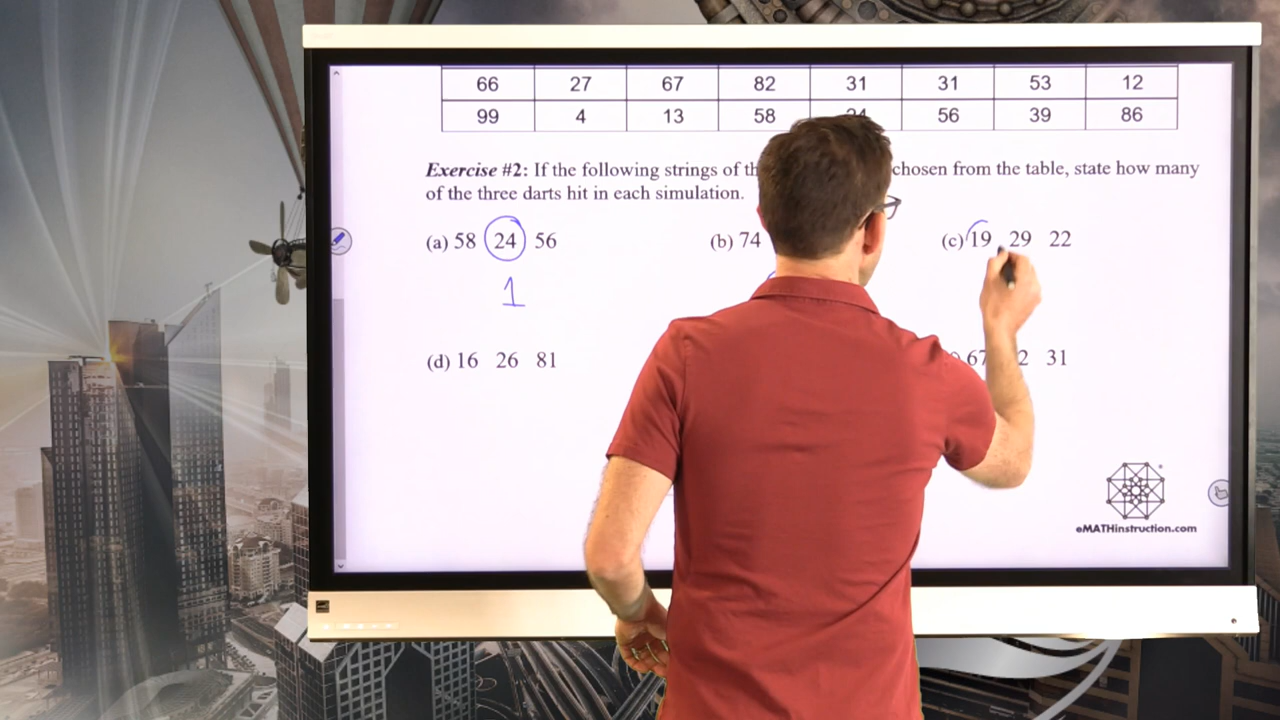 66 27 67 82 31 31 53 12
99 4 13 58 56 39 86
Exercise #2: If the following strings of chosen from the table, state how many
of the three darts hit in each simulation.
(a) 58 24 56 (b) 74 (c) 19 29 22
1
(d) 16 26 81 67 31
eMATHinstruction.com